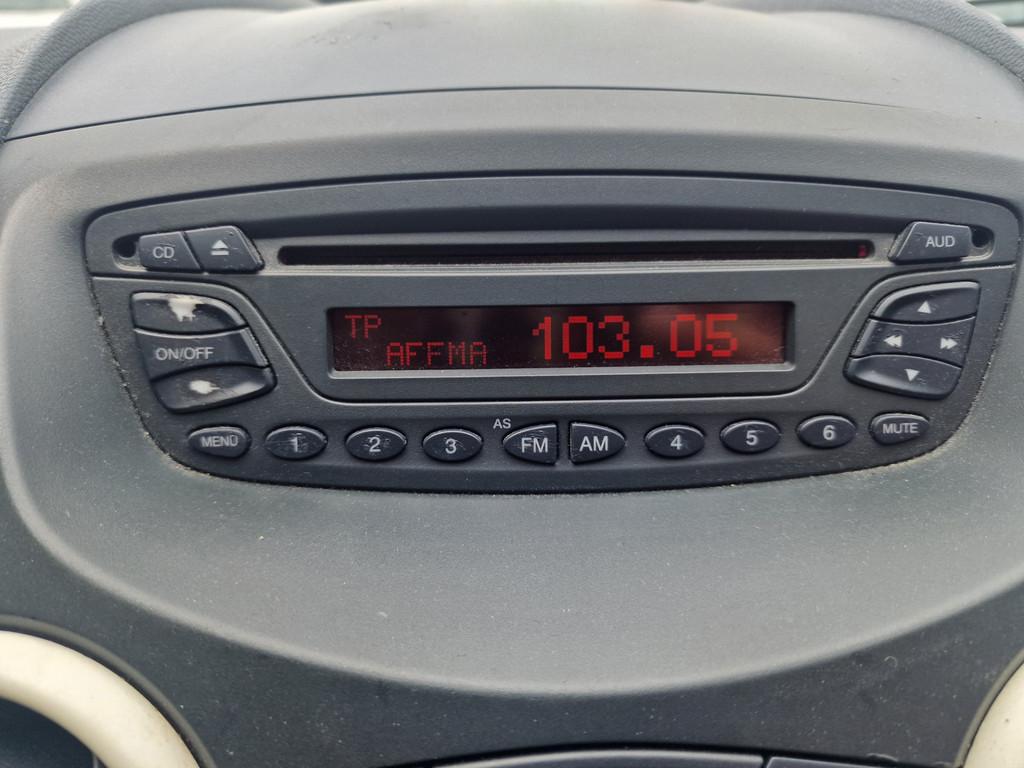 CD
AUD
TP
AFFMA 103.05
ON/OFF
MENU 1 2 3 AS FM AM 4 5 6 MUTE